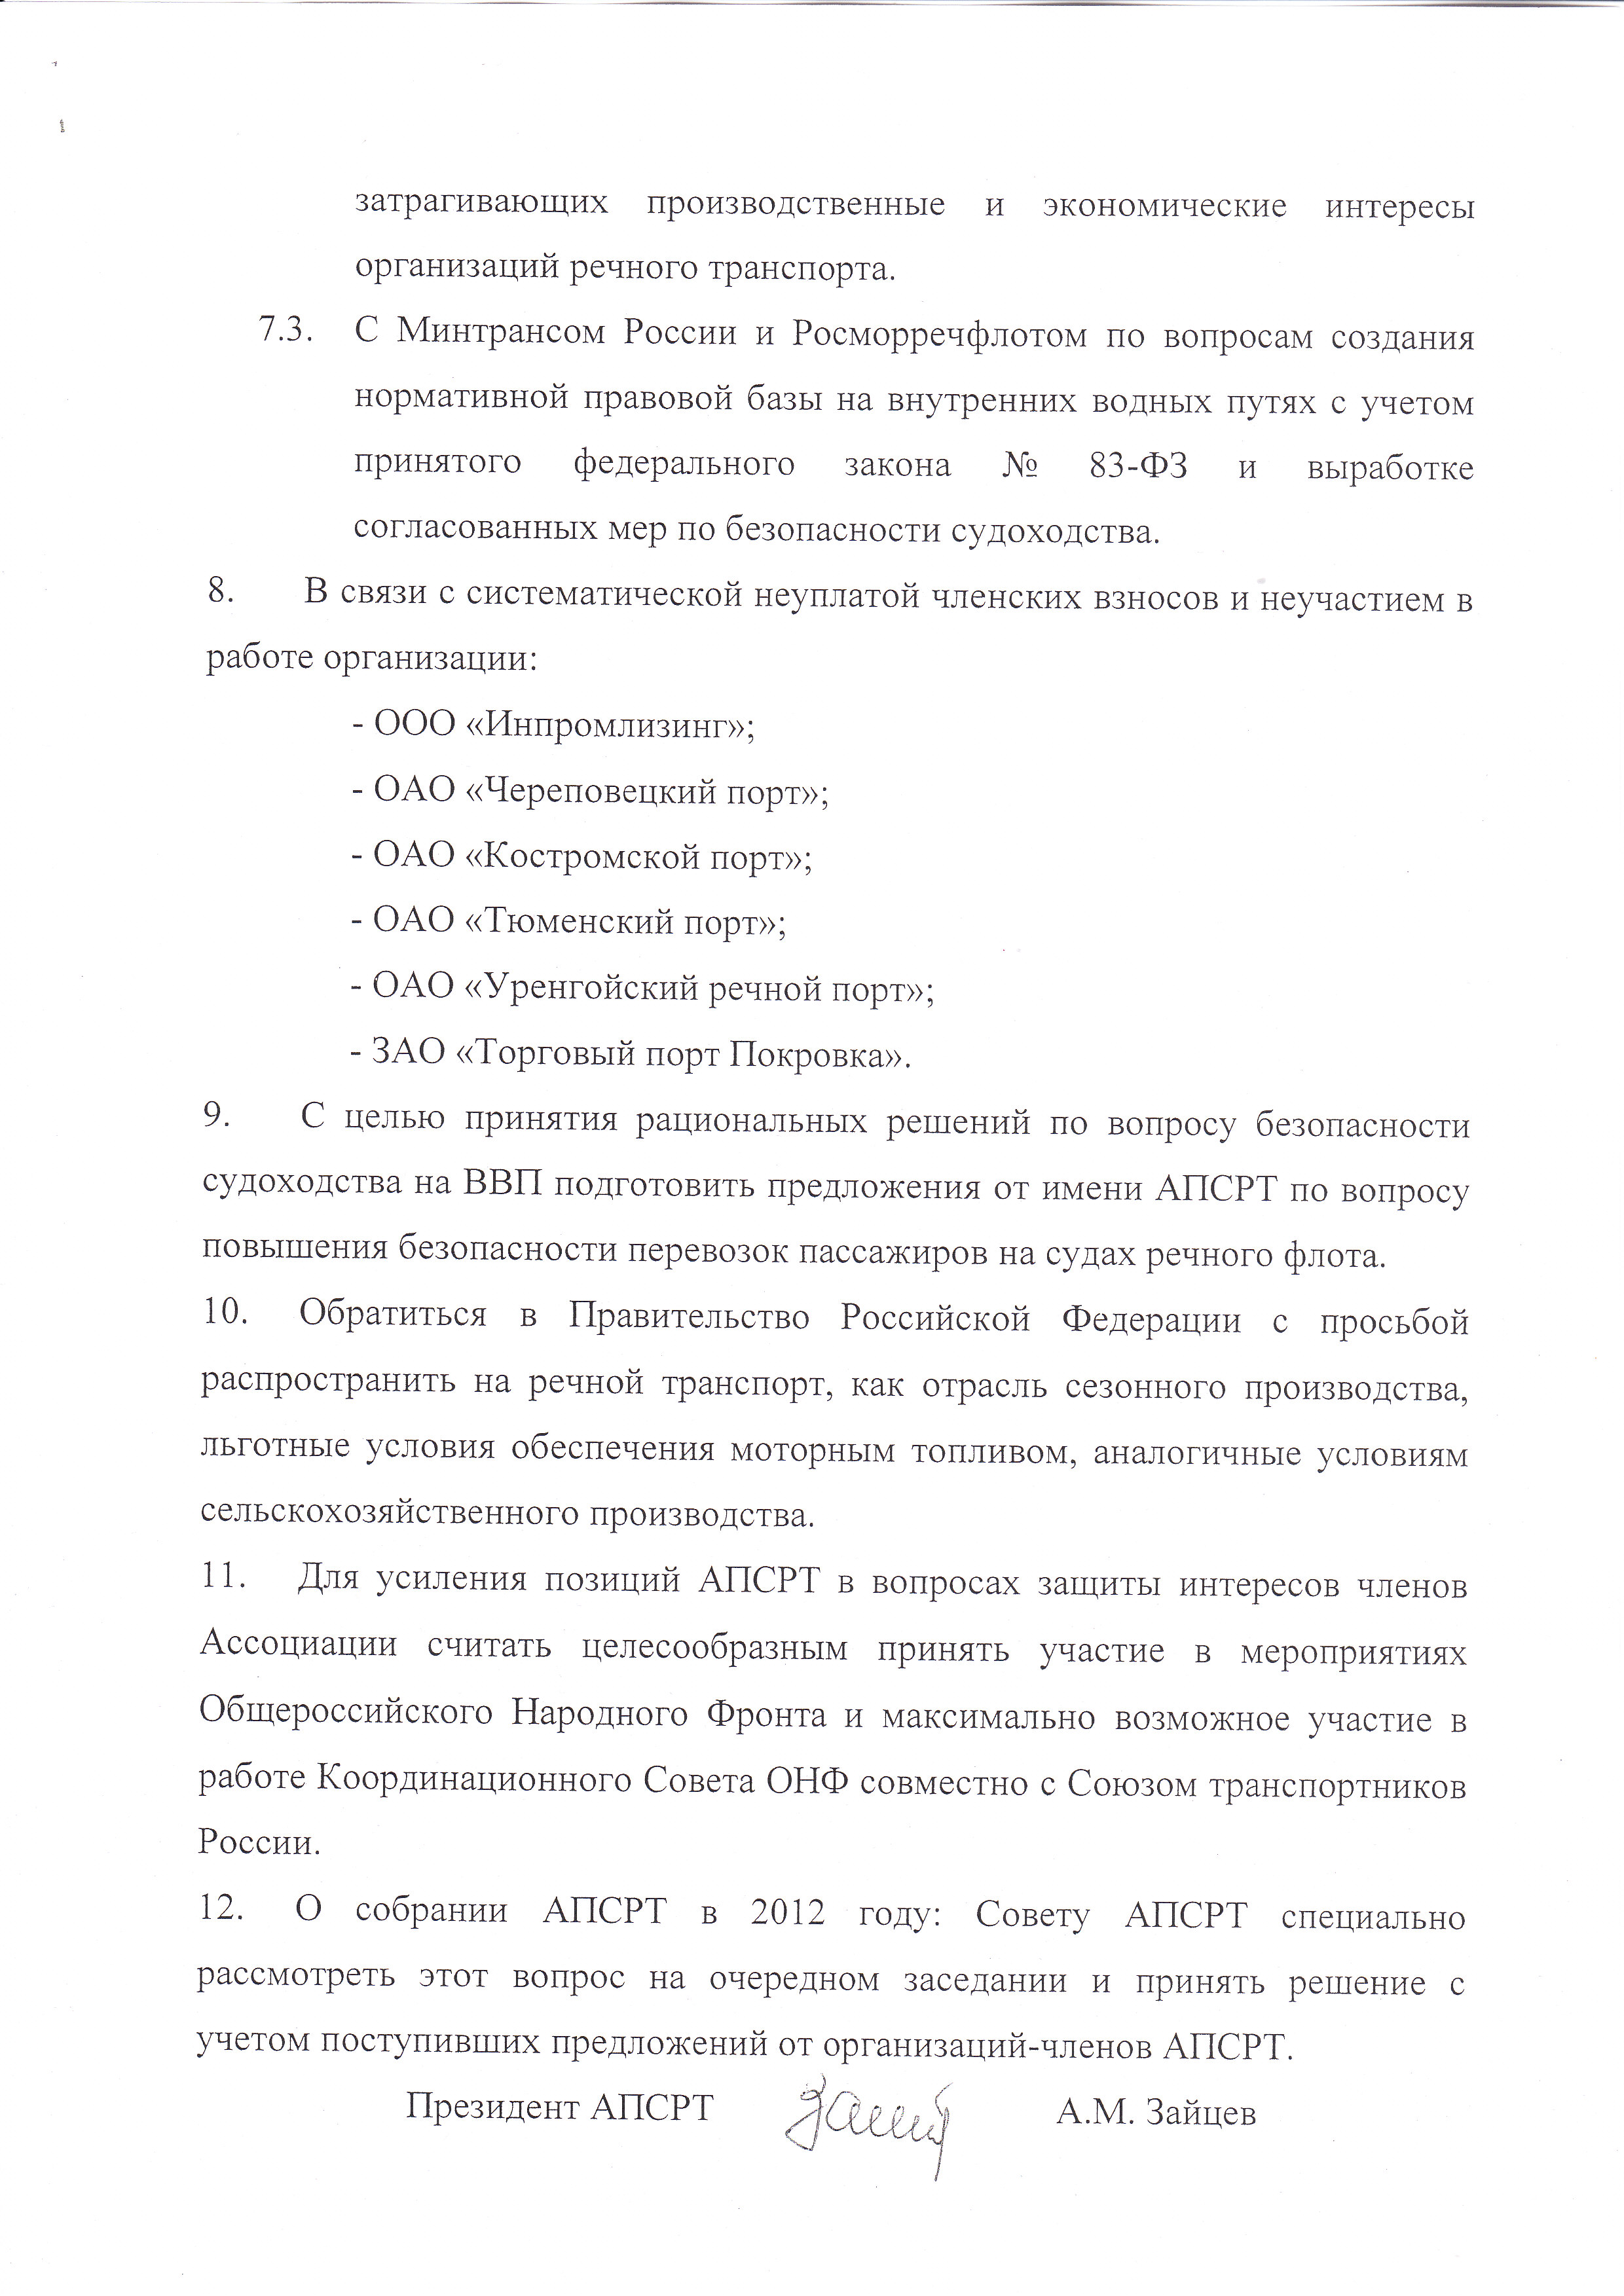 затрагивающих производственные и экономические интересы
организаций речного транспорта.
7.3. С Минтрансом России и Росморречфлотом по вопросам создания
нормативной правовой базы на внутренних водных путях с учетом
принятого федерального закона № 83-ФЗ и выработке
согласованных мер по безопасности судоходства.
8. В связи с систематической неуплатой членских взносов и неучастием в
работе организации:
- ООО «Инпромлизинг»;
- ОАО «Череповецкий порт»;
- ОАО «Костромской порт»;
- ОАО «Тюменский порт»;
- ОАО «Уренгойский речной порт»;
- ЗАО «Торговый порт Покровка».
9. С целью принятия рациональных решений по вопросу безопасности
судоходства на ВВП подготовить предложения от имени АПСРТ по вопросу
повышения безопасности перевозок пассажиров на судах речного флота.
10. Обратиться в Правительство Российской Федерации с просьбой
распространить на речной транспорт, как отрасль сезонного производства,
льготные условия обеспечения моторным топливом, аналогичные условиям
сельскохозяйственного производства.
11. Для усиления позиций АПСРТ в вопросах защиты интересов членов
Ассоциации считать целесообразным принять участие в мероприятиях
Общероссийского Народного Фронта и максимально возможное участие в
работе Координационного Совета ОНФ совместно с Союзом транспортников
России.
12. О собрании АПСРТ в 2012 году: Совету АПСРТ специально
рассмотреть этот вопрос на очередном заседании и принять решение с
учетом поступивших предложений от организаций-членов АПСРТ.
Президент АПСРТ А.М. Зайцев